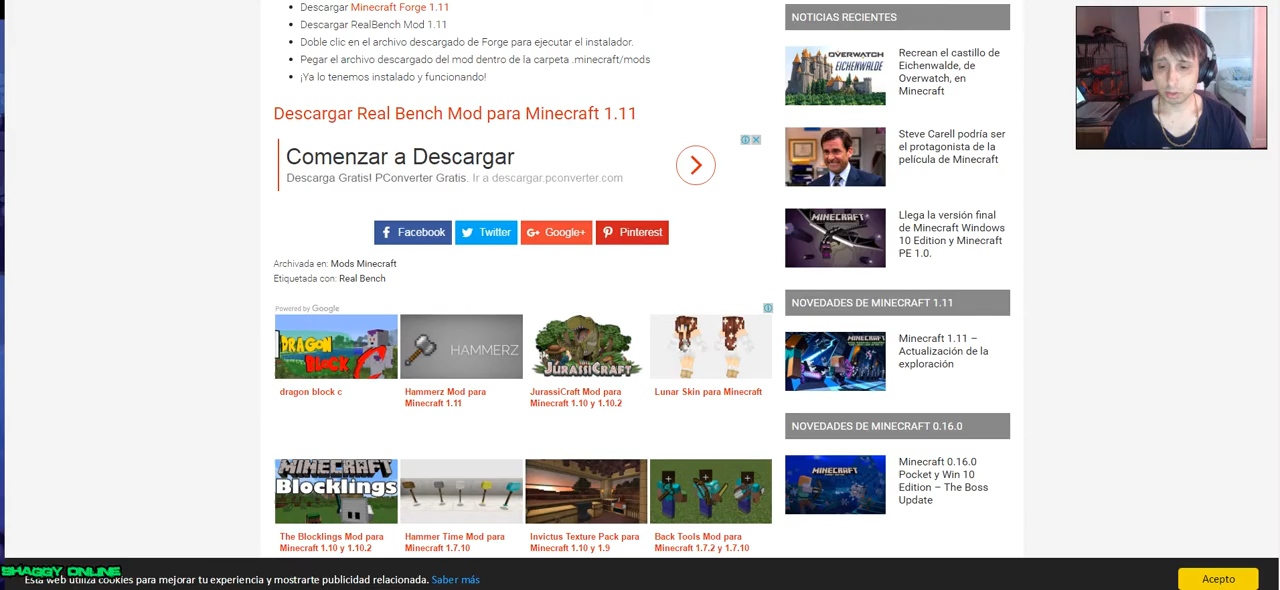 Descargar Minecraft Forge 1.11
Descargar RealBench Mod 1.11
Doble clic en el archivo descargado de Forge para ejecutar el instalador.
Pegar el archivo descargado del mod dentro de la carpeta .minecraft/mods
¡Ya lo tenemos instalado y funcionando!
Descargar Real Bench Mod para Minecraft 1.11
Comenzar a Descargar
Descarga Gratis! PConverter Gratis. Ir a descargar.pconverter.com
Facebook
Twitter
G+ Google+
Pinterest
Archivada en: Mods Minecraft
Etiquetada con: Real Bench
Powered by Google
DRAGON BLOCK C
HAMMERZ
JURASSICRAFT
dragon block c
Hammerz Mod para
Minecraft 1.11
JurassiCraft Mod para
Minecraft 1.10 y 1.10.2
Lunar Skin para Minecraft
MINECRAFT
Blocklings
The Blocklings Mod para
Minecraft 1.10 y 1.10.2
Hammer Time Mod para
Minecraft 1.7.10
Invictus Texture Pack para
Minecraft 1.10 y 1.9
Back Tools Mod para
Minecraft 1.7.2 y 1.7.10
NOTICIAS RECIENTES
OVERWATCH
EICHENWALDE
Recrean el castillo de
Eichenwalde, de
Overwatch, en
Minecraft
Steve Carell podría ser
el protagonista de la
película de Minecraft
MINECRAFT
Llega la versión final
de Minecraft Windows
10 Edition y Minecraft
PE 1.0.
NOVEDADES DE MINECRAFT 1.11
MINECRAFT
Minecraft 1.11 –
Actualización de la
exploración
NOVEDADES DE MINECRAFT 0.16.0
MINECRAFT
Minecraft 0.16.0
Pocket y Win 10
Edition – The Boss
Update
SHAGGY ONLINE
Esta web utiliza cookies para mejorar tu experiencia y mostrarte publicidad relacionada. Saber más
Acepto